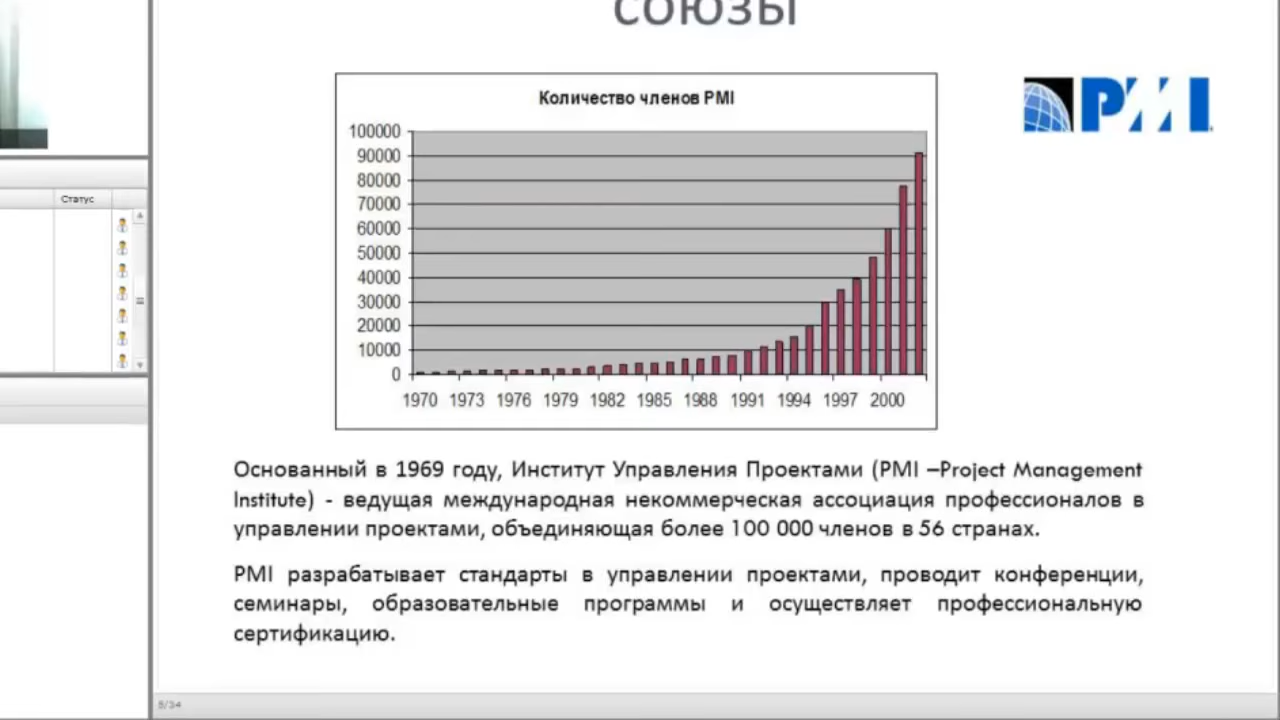 СОЮЗЫ
Количество членов PMI
PMI
100000
90000
80000
70000
60000
50000
40000
30000
20000
10000
0
1970 1973 1976 1979 1982 1985 1988 1991 1994 1997 2000
Статус
Основанный в 1969 году, Институт Управления Проектами (PMI –Project Management
Institute) - ведущая международная некоммерческая ассоциация профессионалов в
управлении проектами, объединяющая более 100 000 членов в 56 странах.
PMI разрабатывает стандарты в управлении проектами, проводит конференции,
семинары, образовательные программы и осуществляет профессиональную
сертификацию.
5/34